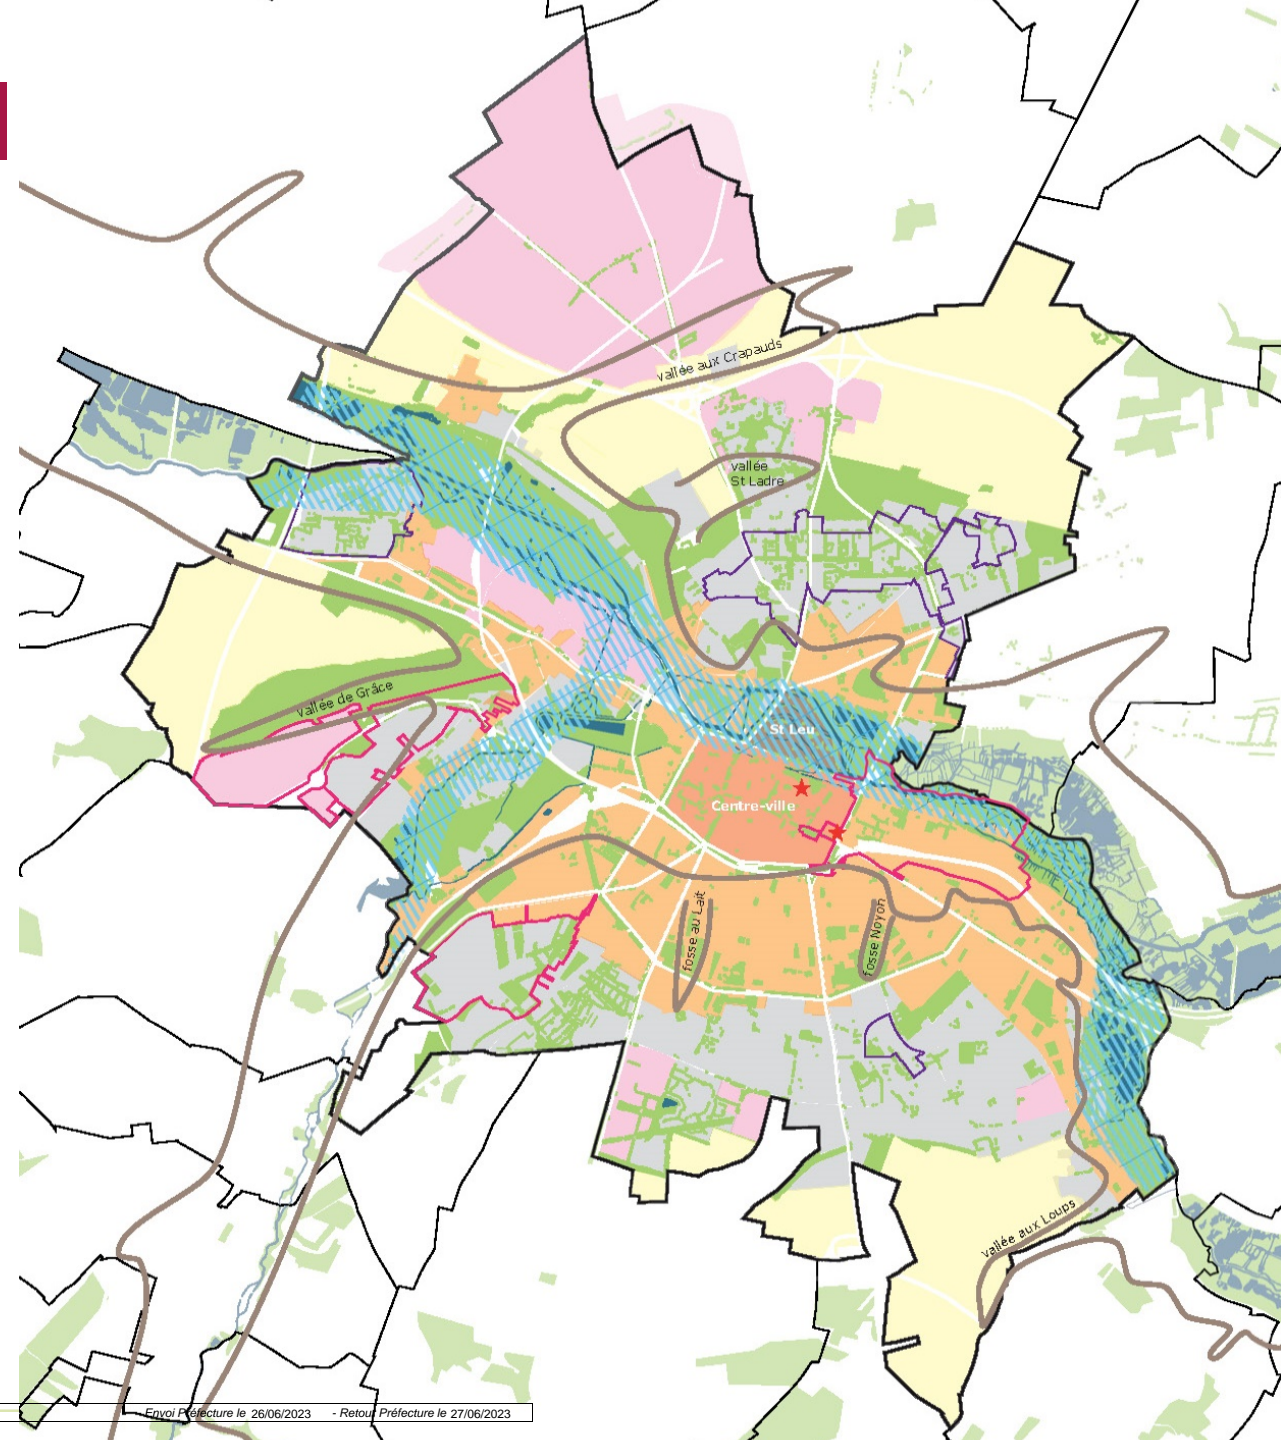 vallée aux Crapauds
vallée
St Ladre
vallée de Grâce
St Leu
Centre-ville
fosse au Lait
fosse Noyon
vallée aux Loups
Envoi Préfecture le 26/06/2023 - Retour Préfecture le 27/06/2023